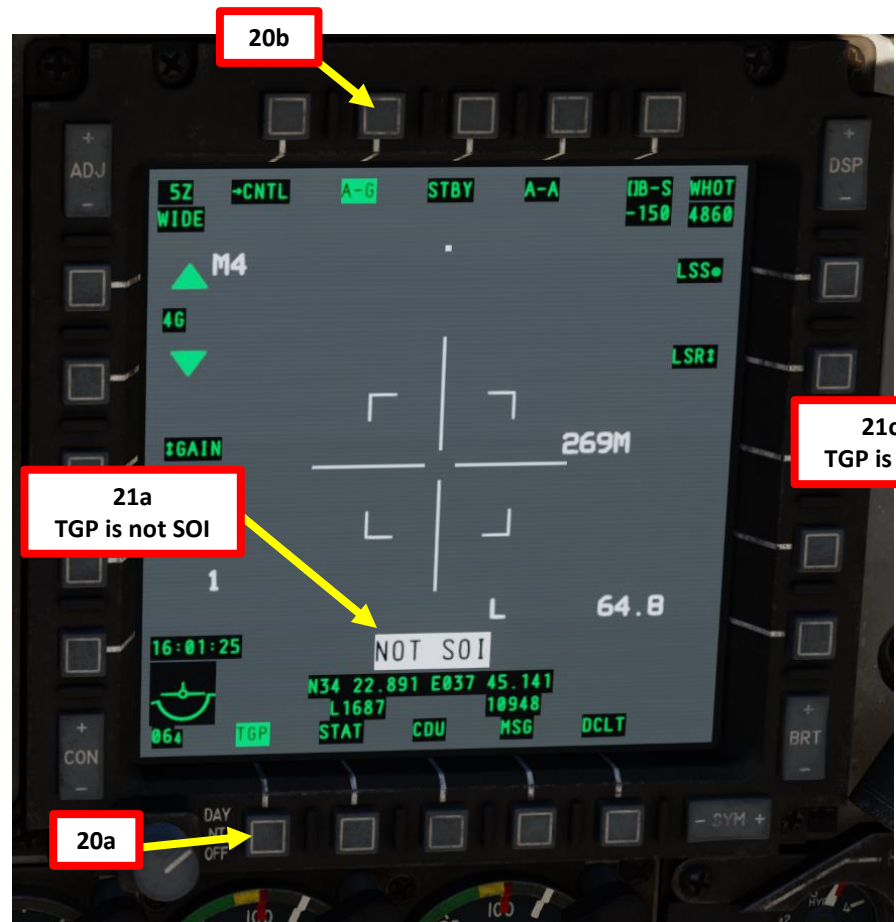 20b
ADJ
DSP
5Z →CNTL A-G STBY A-A
WIDE
-150
WHOT
4860
M4
LSS●
4G
LSR↕
↕GAIN
269M
21a
TGP is not SOI
TGP is
1
L 64.8
16:01:25
NOT SOI
N34 22.891 E037 45.141
L1687 10948
064 TGP STAT CDU MSG DCLT
CON
BRT
DAY
NT
OFF
- SYM +
20a
100
100